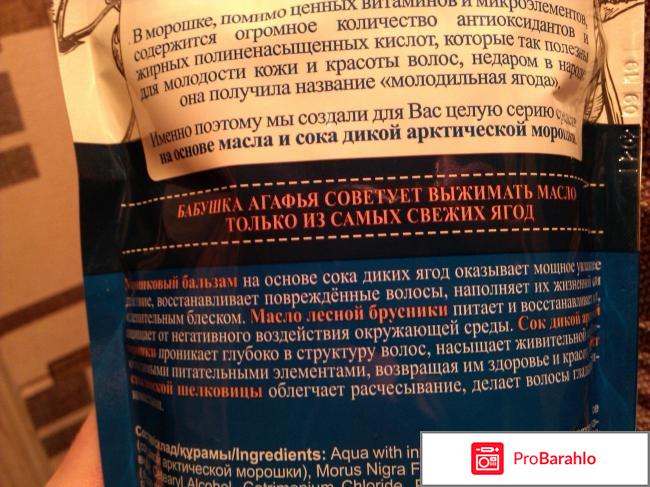 В морошке, помимо ценных витаминов и микроэлементов
содержится огромное количество антиоксидантов и
жирных полиненасыщенных кислот, которые так полезны
для молодости кожи и красоты волос, недаром в народе
она получила название «молодильная ягода».
Именно поэтому мы создали для Вас целую серию
на основе масла и сока дикой арктической морошки.
БАБУШКА АГАФЬЯ СОВЕТУЕТ ВЫЖИМАТЬ МАСЛО
ТОЛЬКО ИЗ САМЫХ СВЕЖИХ ЯГОД
бальзам на основе сока диких ягод оказывает мощное
восстанавливает повреждённые волосы, наполняет их жизненной
блеском. Масло лесной брусники питает и
от негативного воздействия окружающей среды. Сок дикой
проникает глубоко в структуру волос, насыщает живительной
питательными элементами, возвращая им здоровье и
шелковицы облегчает расчесывание, делает волосы
Ingredients: Aqua with in
арктической морошки), Morus Nigra F
Alcohol, Cetrimonium Chloride,
ProBarahlo